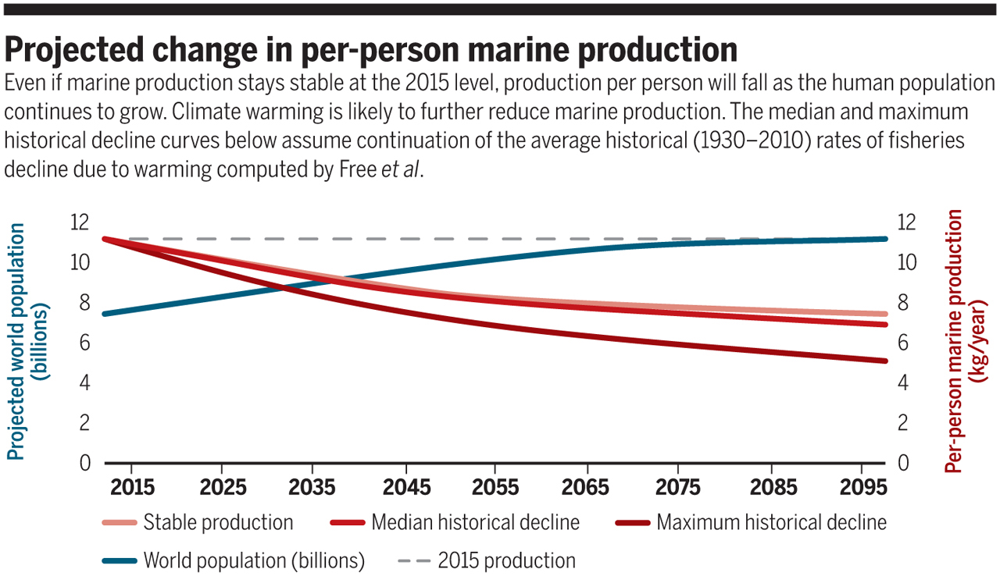 Projected change in per-person marine production
Even if marine production stays stable at the 2015 level, production per person will fall as the human population
continues to grow. Climate warming is likely to further reduce marine production. The median and maximum
historical decline curves below assume continuation of the average historical (1930–2010) rates of fisheries
decline due to warming computed by Free et al.
Projected world population
(billions)
12
10
8
6
4
2
0
12
10
8
6
4
2
0
Per-person marine production
(kg/year)
2015 2025 2035 2045 2055 2065 2075 2085 2095
Stable production Median historical decline Maximum historical decline
World population (billions) 2015 production